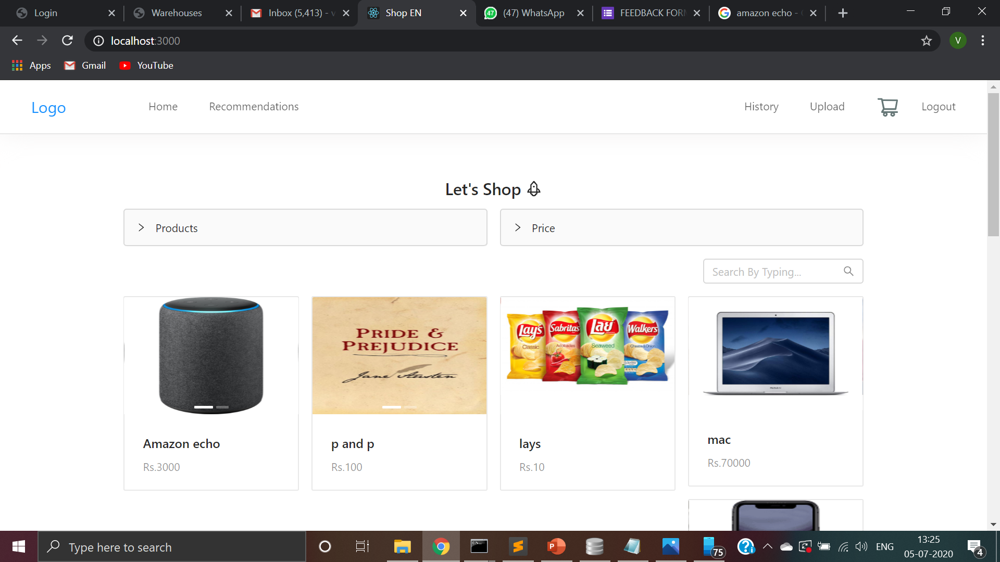 Login
Warehouses
Inbox (5,413) - v
Shop EN
47
(47) WhatsApp
FEEDBACK FOR
amazon echo -
localhost:3000
V
Apps
Gmail
YouTube
Logo
Home
Recommendations
History
Upload
Logout
Let's Shop
Products
Price
Search By Typing...
PRIDE &
PREJUDICE
Jane Austen
Lay's
Sabritas
Lay
Walkers
Classic
Adobadas
Seaweed
Cheese & Onion
MacBook Air
Amazon echo
Rs.3000
p and p
Rs.100
lays
Rs.10
mac
Rs.70000
Type here to search
75
ENG
13:25
05-07-2020
4